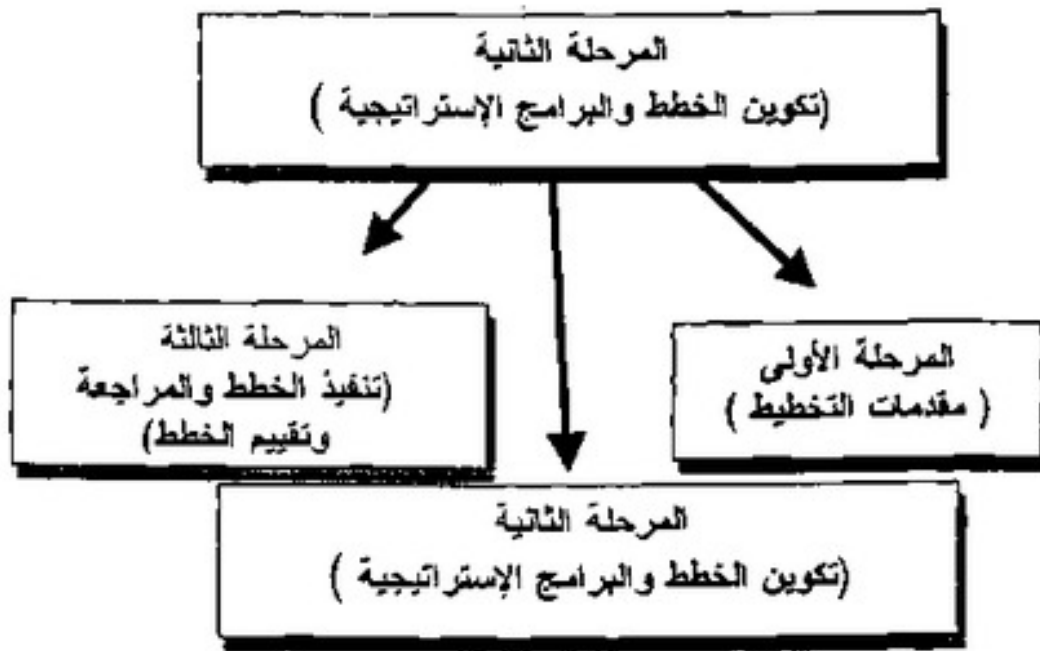 المرحلة الثانية
(تكوين الخطط والبرامج الإستراتيجية )
المرحلة الأولى
( مقدمات التخطيط )
المرحلة الثالثة
(تنفيذ الخطط والمراجعة
وتقييم الخطط)
المرحلة الثانية
(تكوين الخطط والبرامج الإستراتيجية )